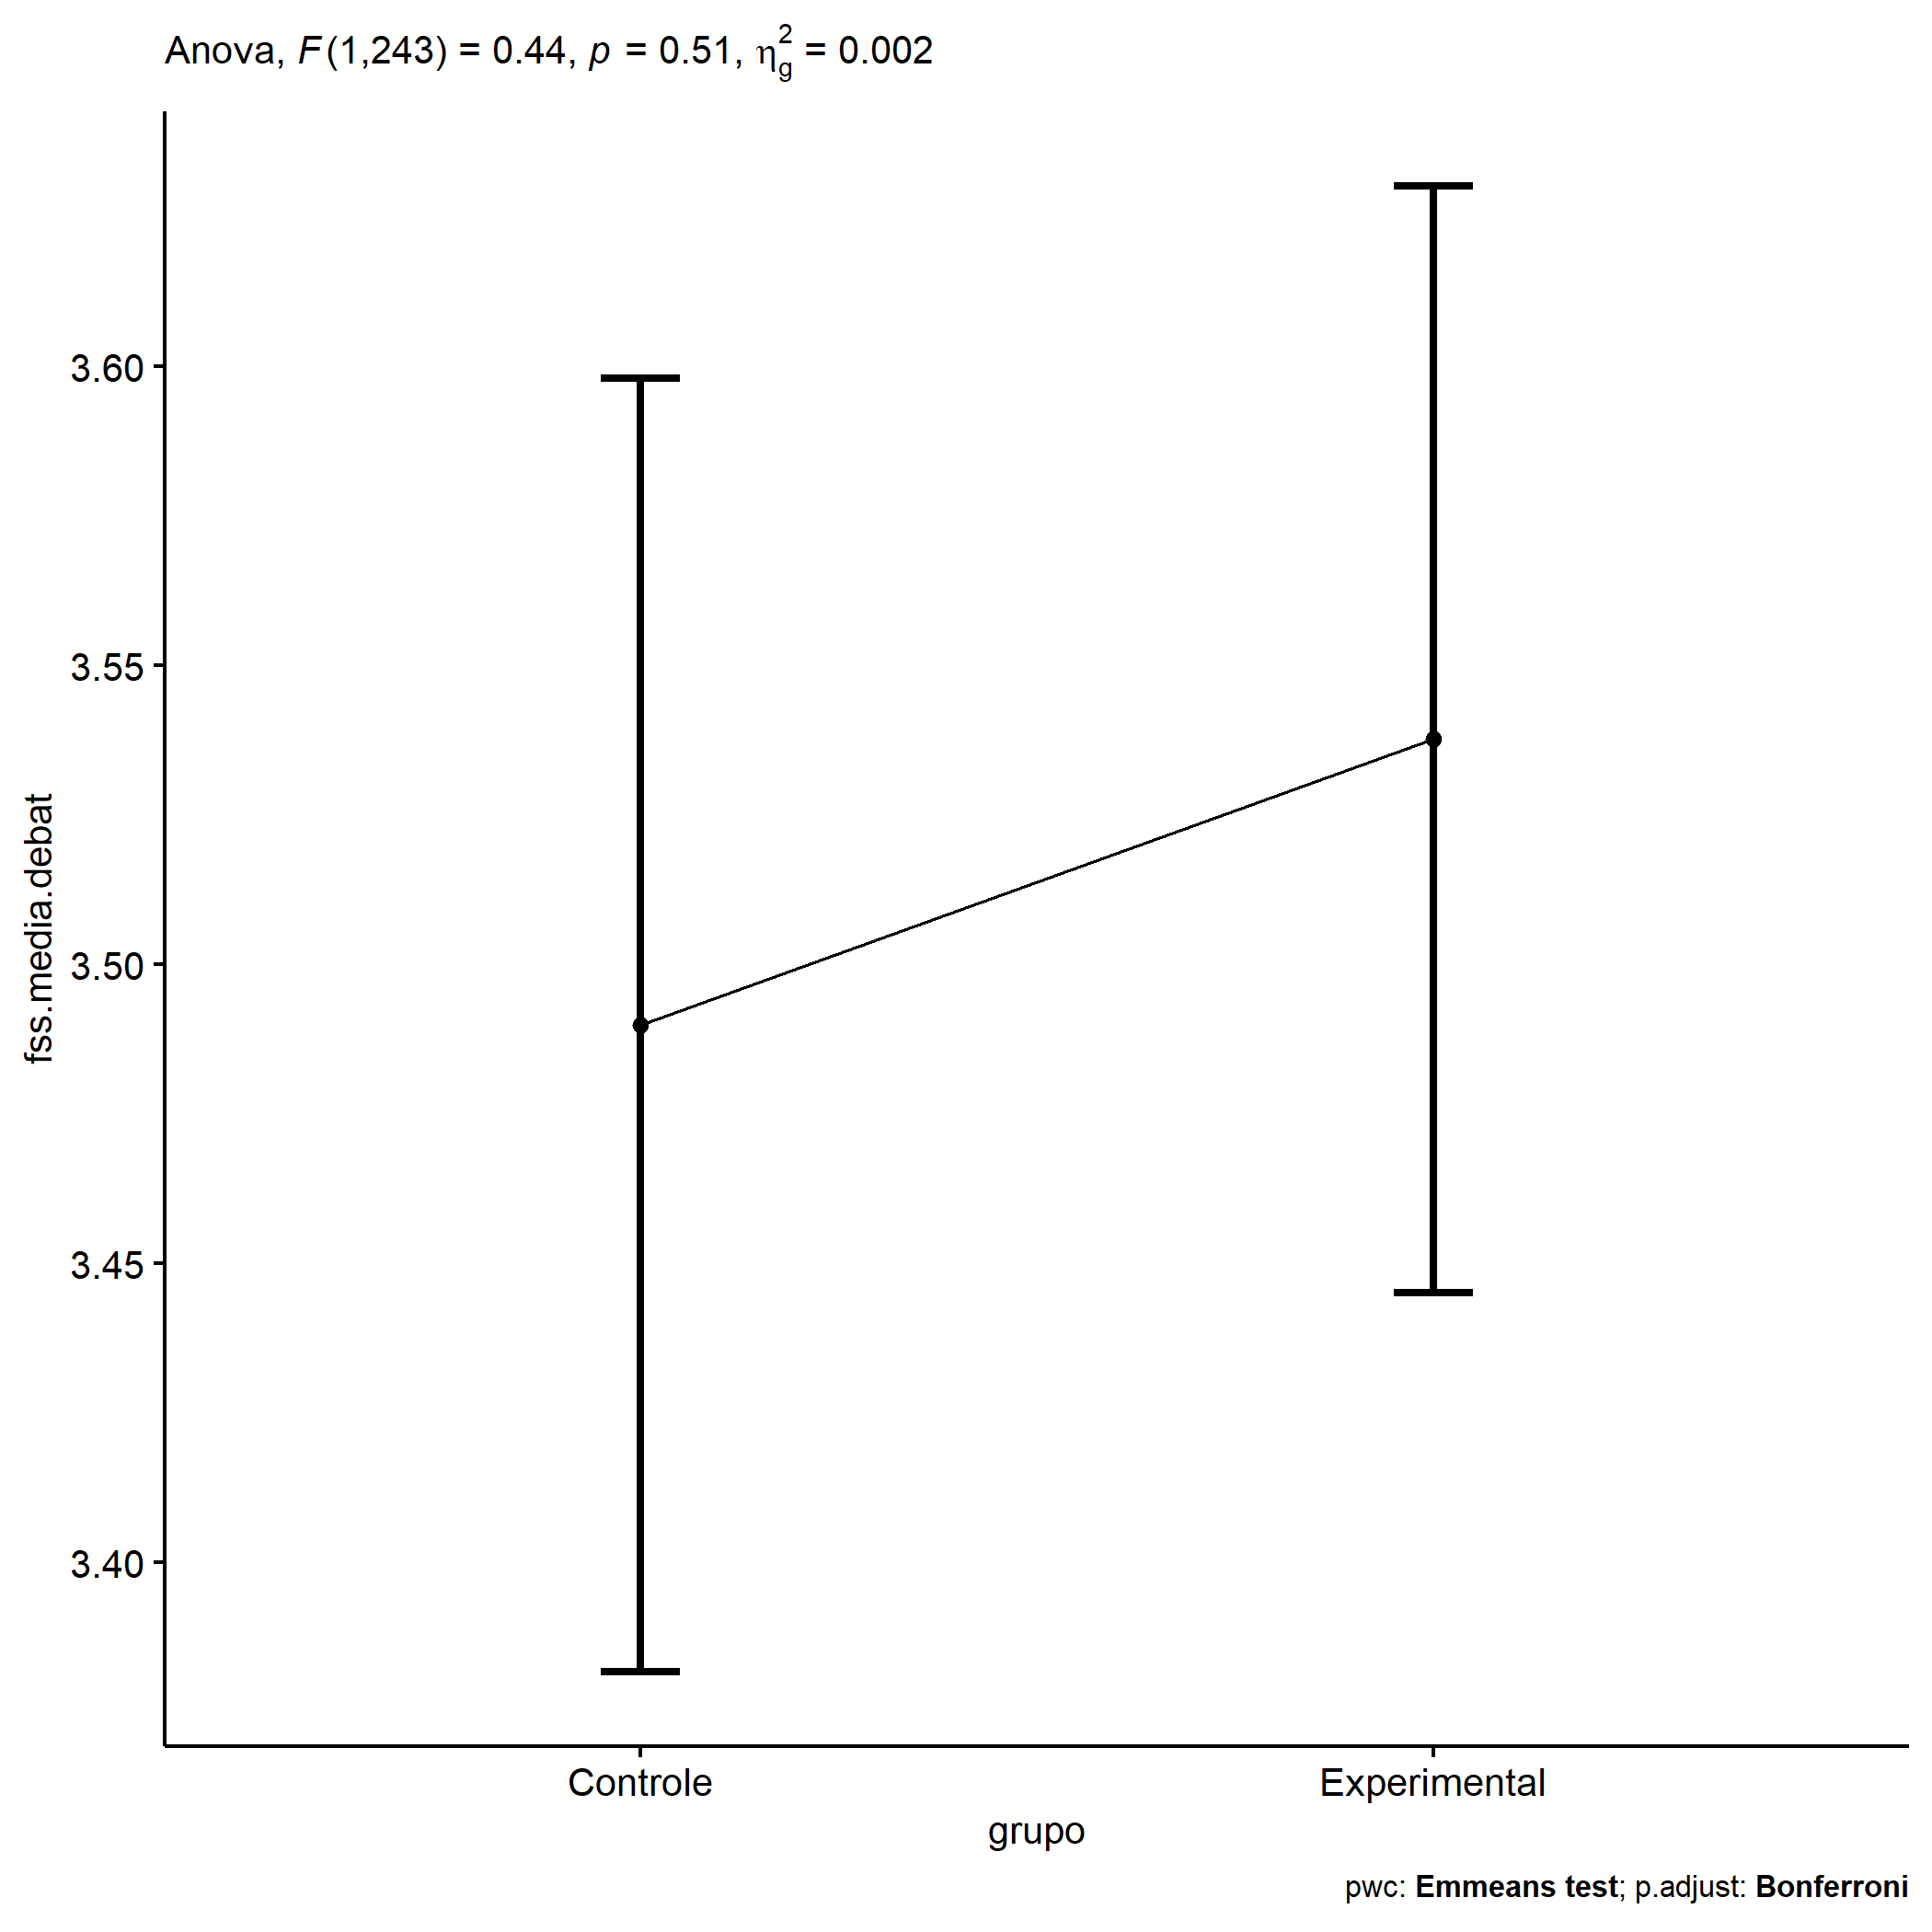 Anova, F(1,243) = 0.44, p = 0.51, η²g = 0.002
3.60
3.55
3.50
3.45
3.40
fss.media.debat
Controle
Experimental
grupo
pwc: Emmeans test; p.adjust: Bonferroni